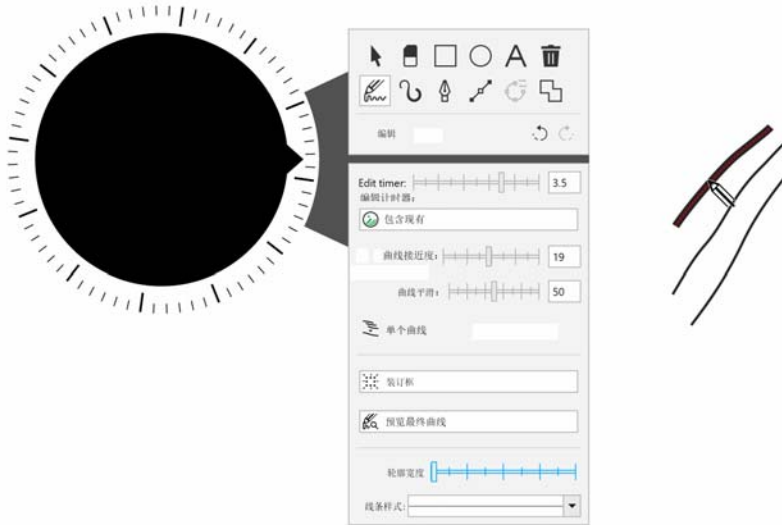 编辑
Edit timer:
3.5
编辑计时器:
包含现有
曲线接近度:
19
曲线平滑:
50
单个曲线
装订框
预览最终曲线
轮廓宽度
线条样式: